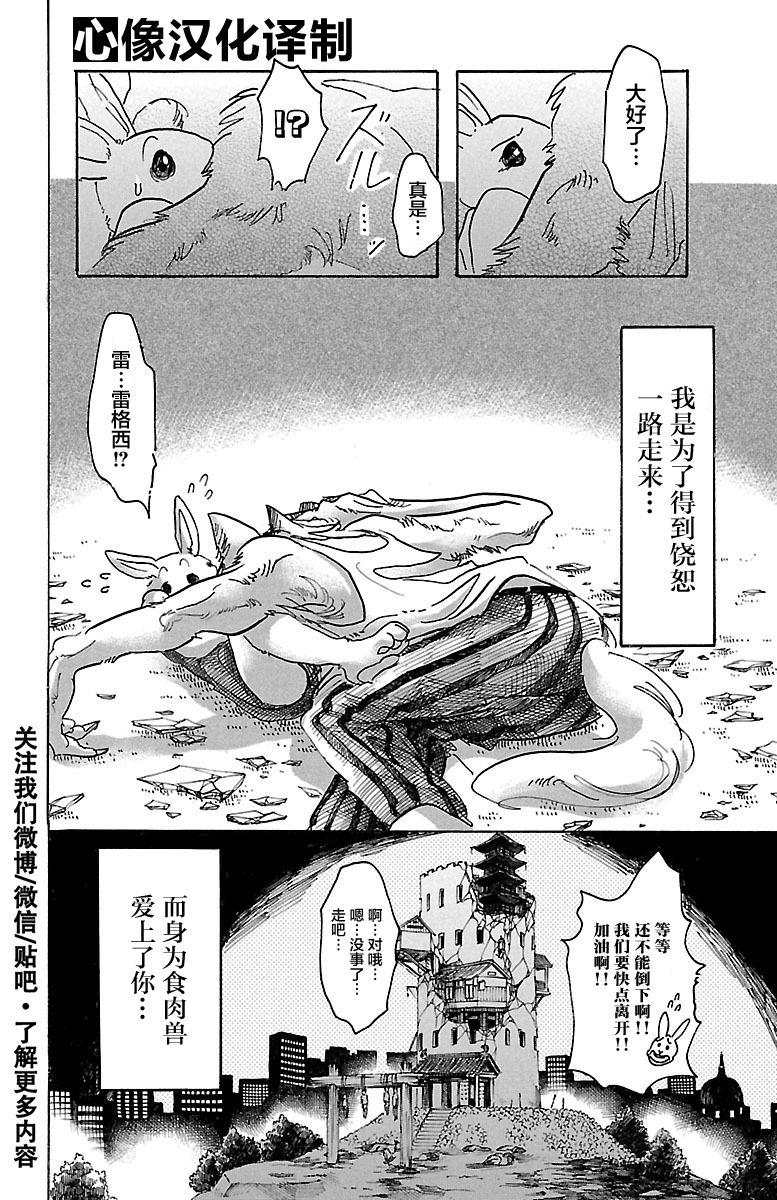 心像汉化译制
大好了…
真是…
ズルル……
!?
我是为了得到饶恕
一路走来…
雷…
雷格西!?
等等
还不能倒下啊!!
我们要快点离开!!
加油啊!!
啊…对哦…
嗯…没事了…
走吧…
而身为食肉兽
爱上了你…
关注我们微博/微信/贴吧·了解更多内容